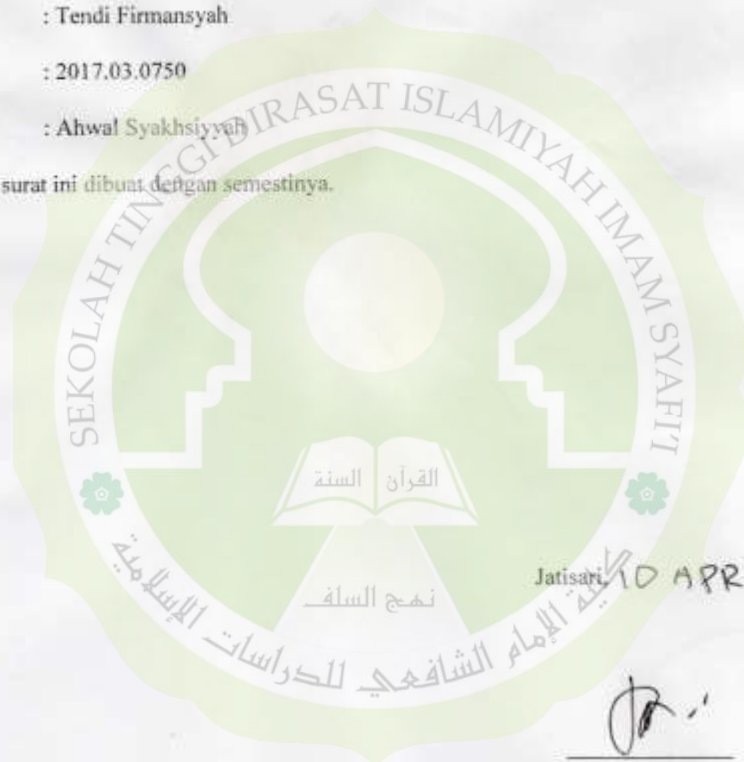 : Tendi Firmansyah
: 2017.03.0750
: Ahwal Syakhsiyyah
surat ini dibuat dengan semestinya.
SEKOLAH TINGGI DIRASAT ISLAMIYAH IMAM SYAFI'I
السنة القرآن
نهج السلف
كلية الإمام الشافعي للدراسات الإسلامية
Jatisari, 10 APR